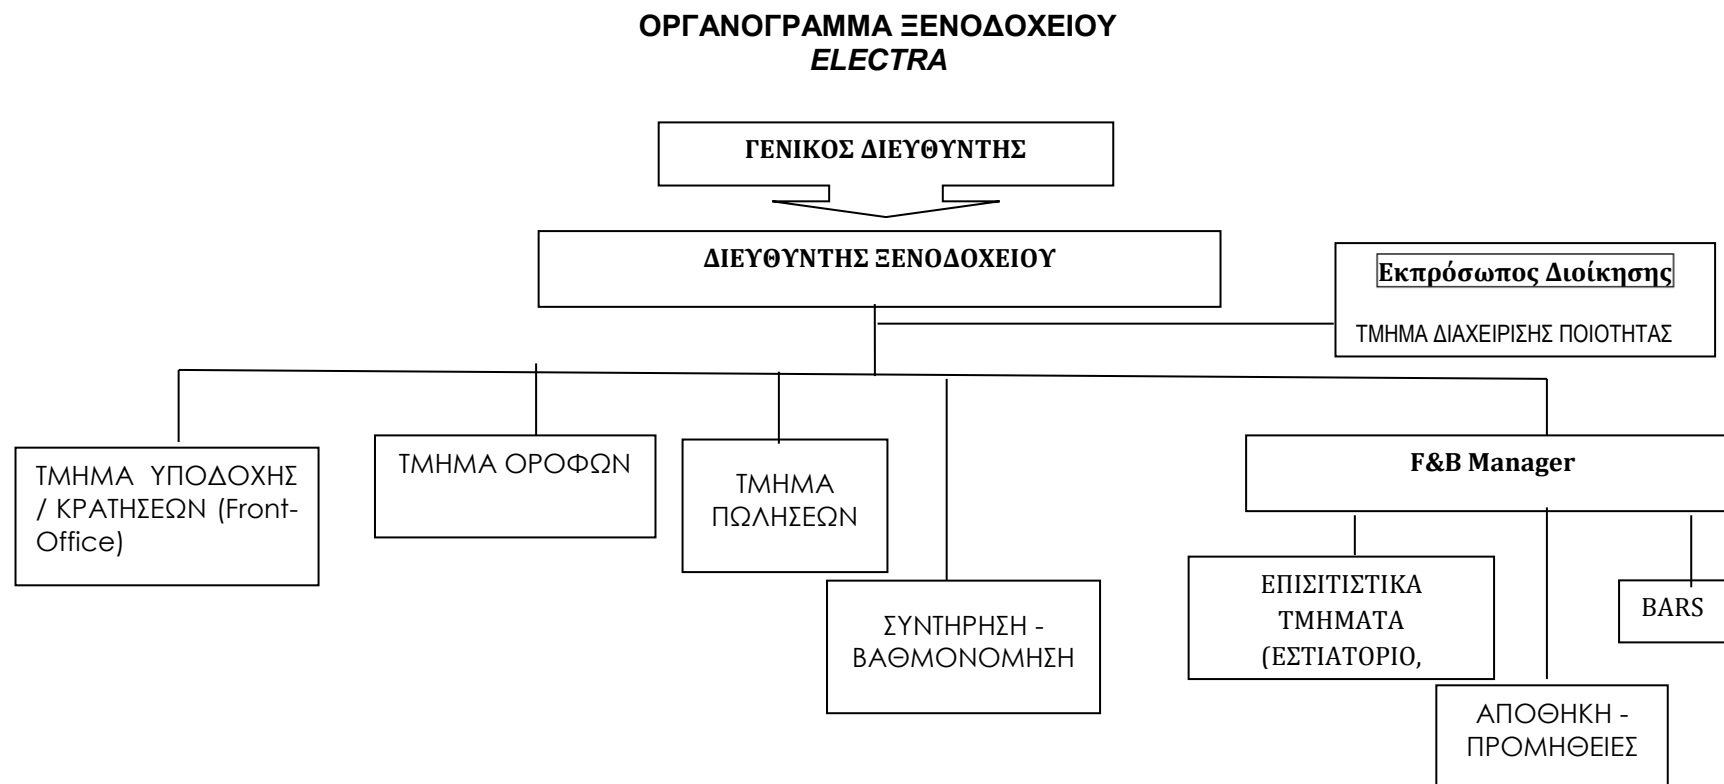 ΟΡΓΑΝΟΓΡΑΜΜΑ ΞΕΝΟΔΟΧΕΙΟΥ
ELECTRA
ΓΕΝΙΚΟΣ ΔΙΕΥΘΥΝΤΗΣ
ΔΙΕΥΘΥΝΤΗΣ ΞΕΝΟΔΟΧΕΙΟΥ
Εκπρόσωπος Διοίκησης
ΤΜΗΜΑ ΔΙΑΧΕΙΡΙΣΗΣ ΠΟΙΟΤΗΤΑΣ
ΤΜΗΜΑ ΥΠΟΔΟΧΗΣ
/ ΚΡΑΤΗΣΕΩΝ (Front-
Office)
ΤΜΗΜΑ ΟΡΟΦΩΝ
ΤΜΗΜΑ
ΠΩΛΗΣΕΩΝ
ΣΥΝΤΗΡΗΣΗ -
ΒΑΘΜΟΝΟΜΗΣΗ
F&B Manager
ΕΠΙΣΙΤΙΣΤΙΚΑ
ΤΜΗΜΑΤΑ
(ΕΣΤΙΑΤΟΡΙΟ,
BARS
ΑΠΟΘΗΚΗ -
ΠΡΟΜΗΘΕΙΕΣ